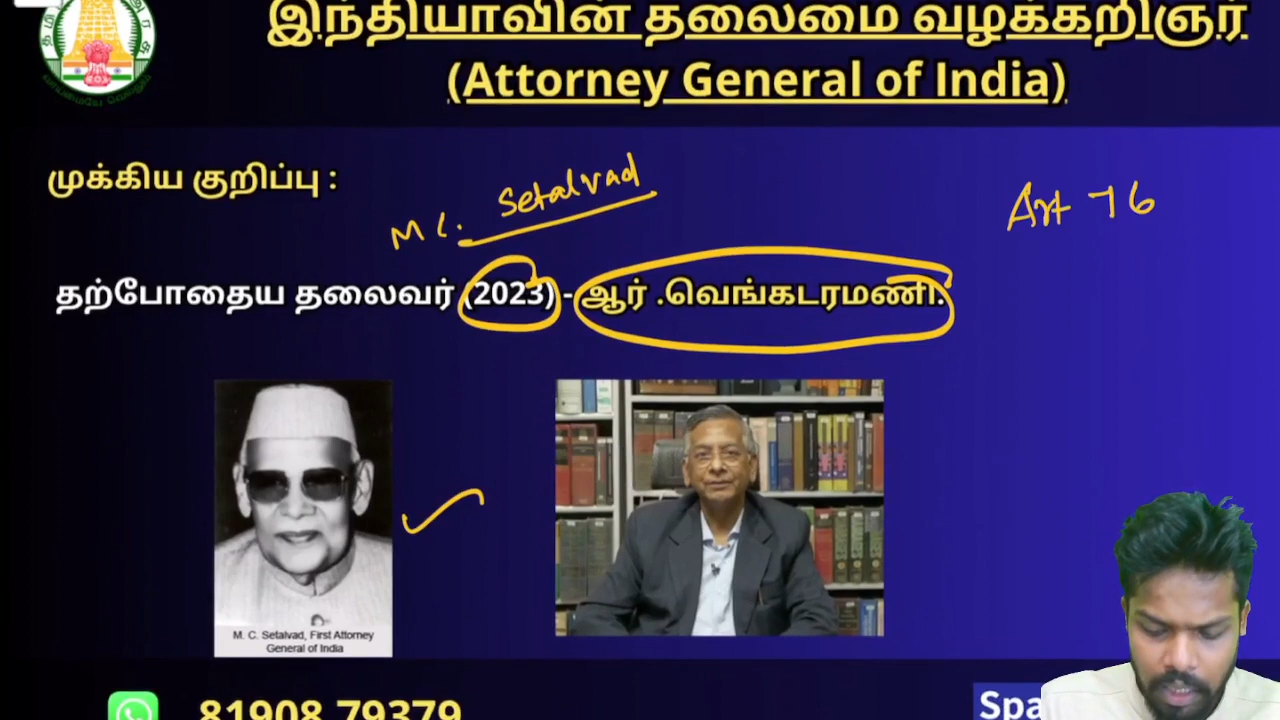 இந்தியாவின் தலைமை வழக்கறிஞர்
(Attorney General of India)
முக்கிய குறிப்பு :
M C. Setalvad
Art 76
தற்போதைய தலைவர் (2023) - ஆர் .வெங்கடரமணி.
M. C. Setalvad, First Attorney
General of India
81908 79379
Spa